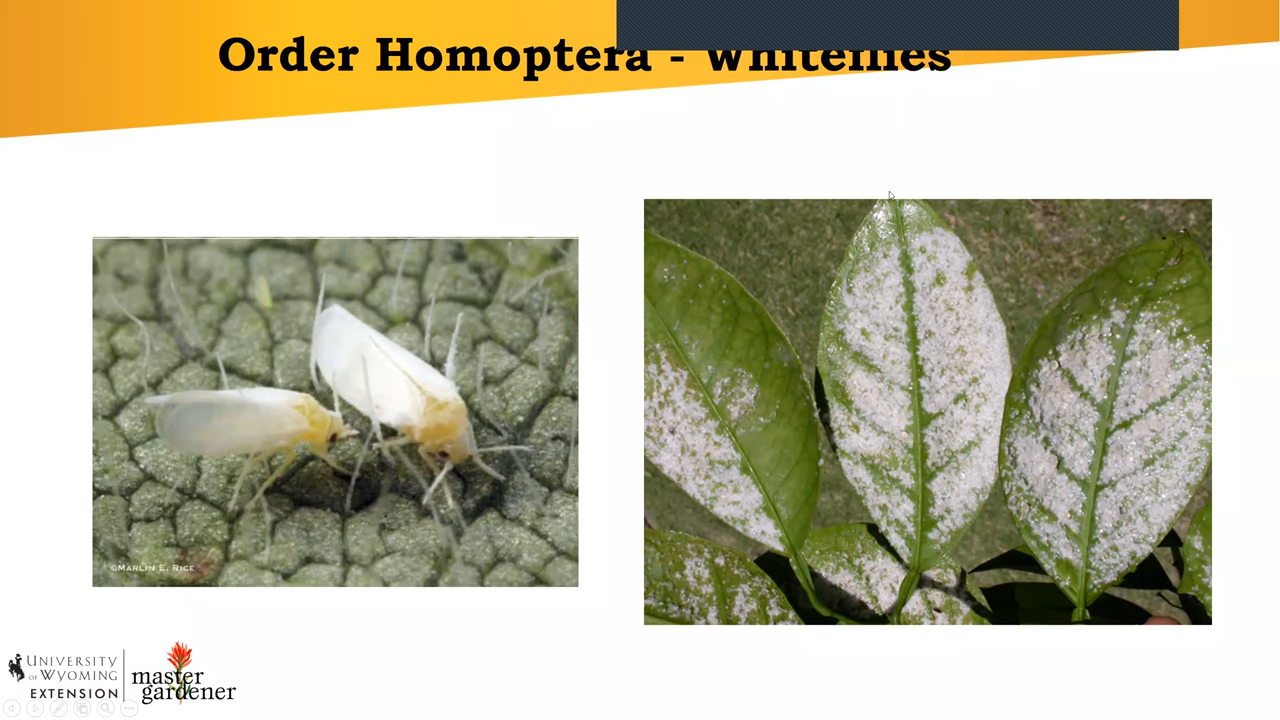 Order Homoptera - Whiteflies
©MARLIN E. RICE
UNIVERSITY
OF WYOMING
EXTENSION
master
gardener